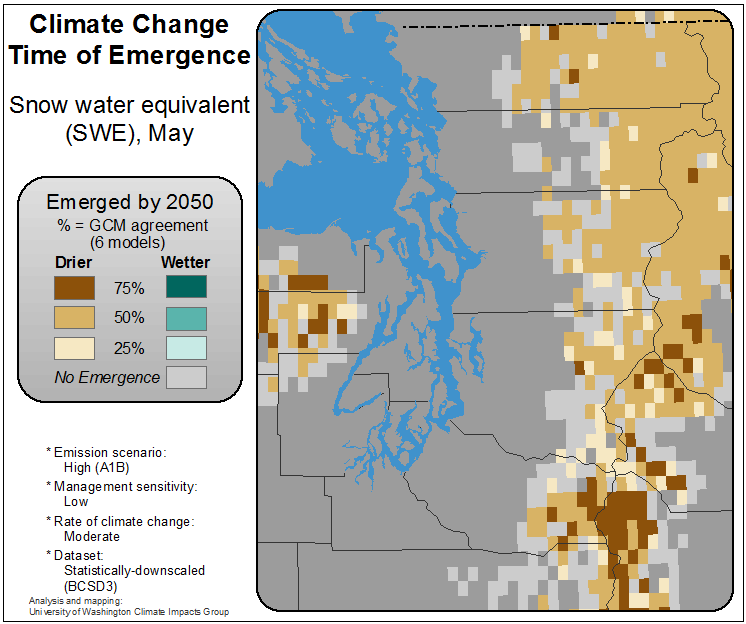 Climate Change
Time of Emergence
Snow water equivalent
(SWE), May
Emerged by 2050
% = GCM agreement
(6 models)
Drier Wetter
75%
50%
25%
No Emergence
* Emission scenario:
High (A1B)
* Management sensitivity:
Low
* Rate of climate change:
Moderate
* Dataset:
Statistically-downscaled
(BCSD3)
Analysis and mapping:
University of Washington Climate Impacts Group